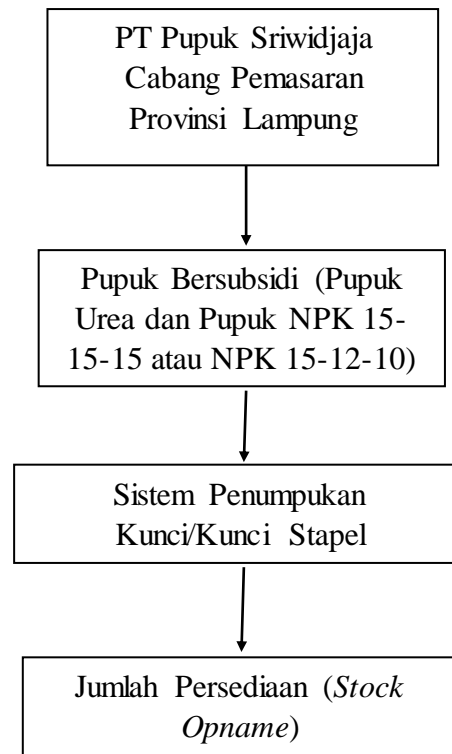 PT Pupuk Sriwidjaja
Cabang Pemasaran
Provinsi Lampung
Pupuk Bersubsidi (Pupuk
Urea dan Pupuk NPK 15-
15-15 atau NPK 15-12-10)
Sistem Penumpukan
Kunci/Kunci Stapel
Jumlah Persediaan (Stock
Opname)